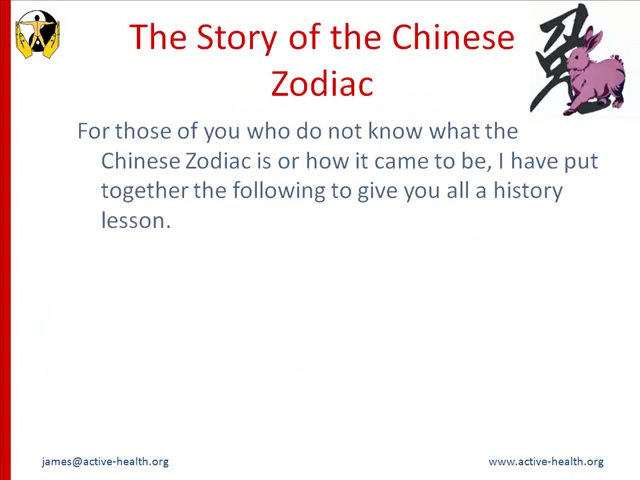 The Story of the Chinese
Zodiac
For those of you who do not know what the
Chinese Zodiac is or how it came to be, I have put
together the following to give you all a history
lesson.
james@active-health.org
www.active-health.org